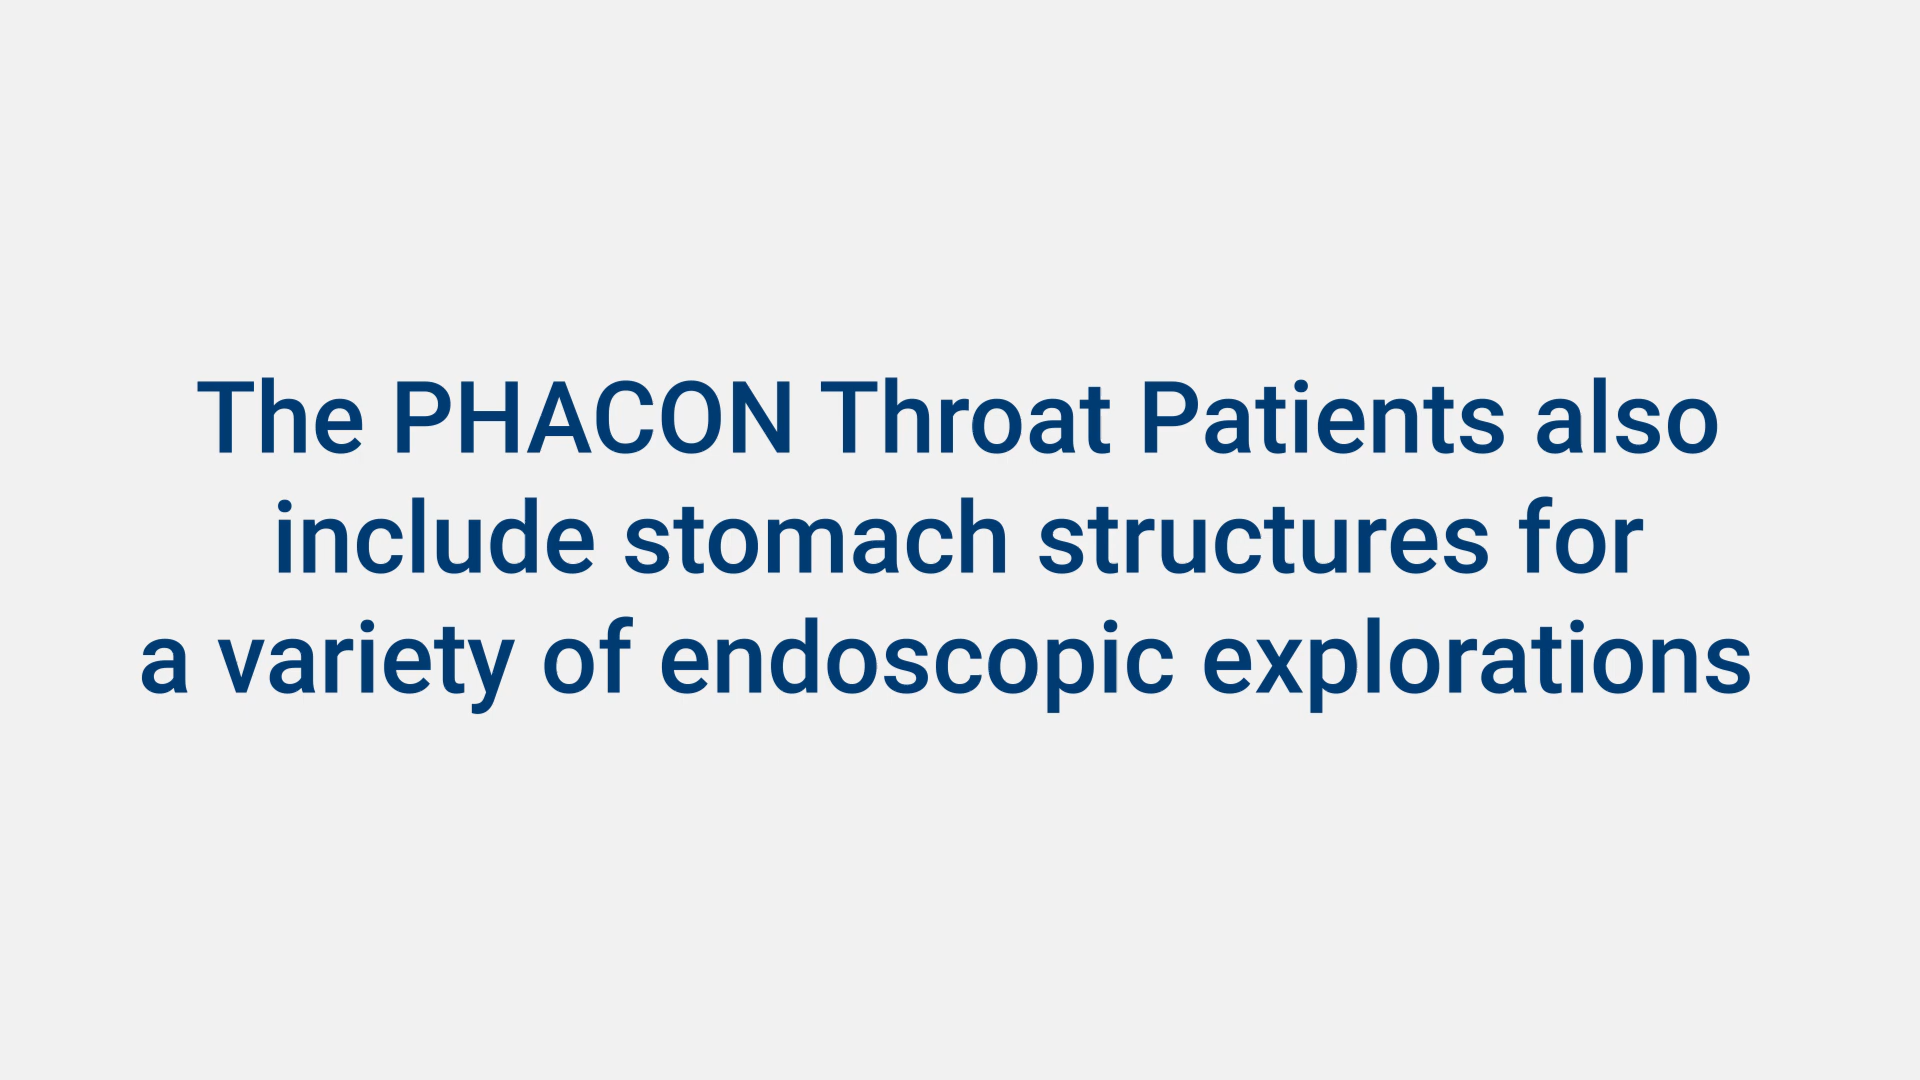 The PHACON Throat Patients also
include stomach structures for
a variety of endoscopic explorations